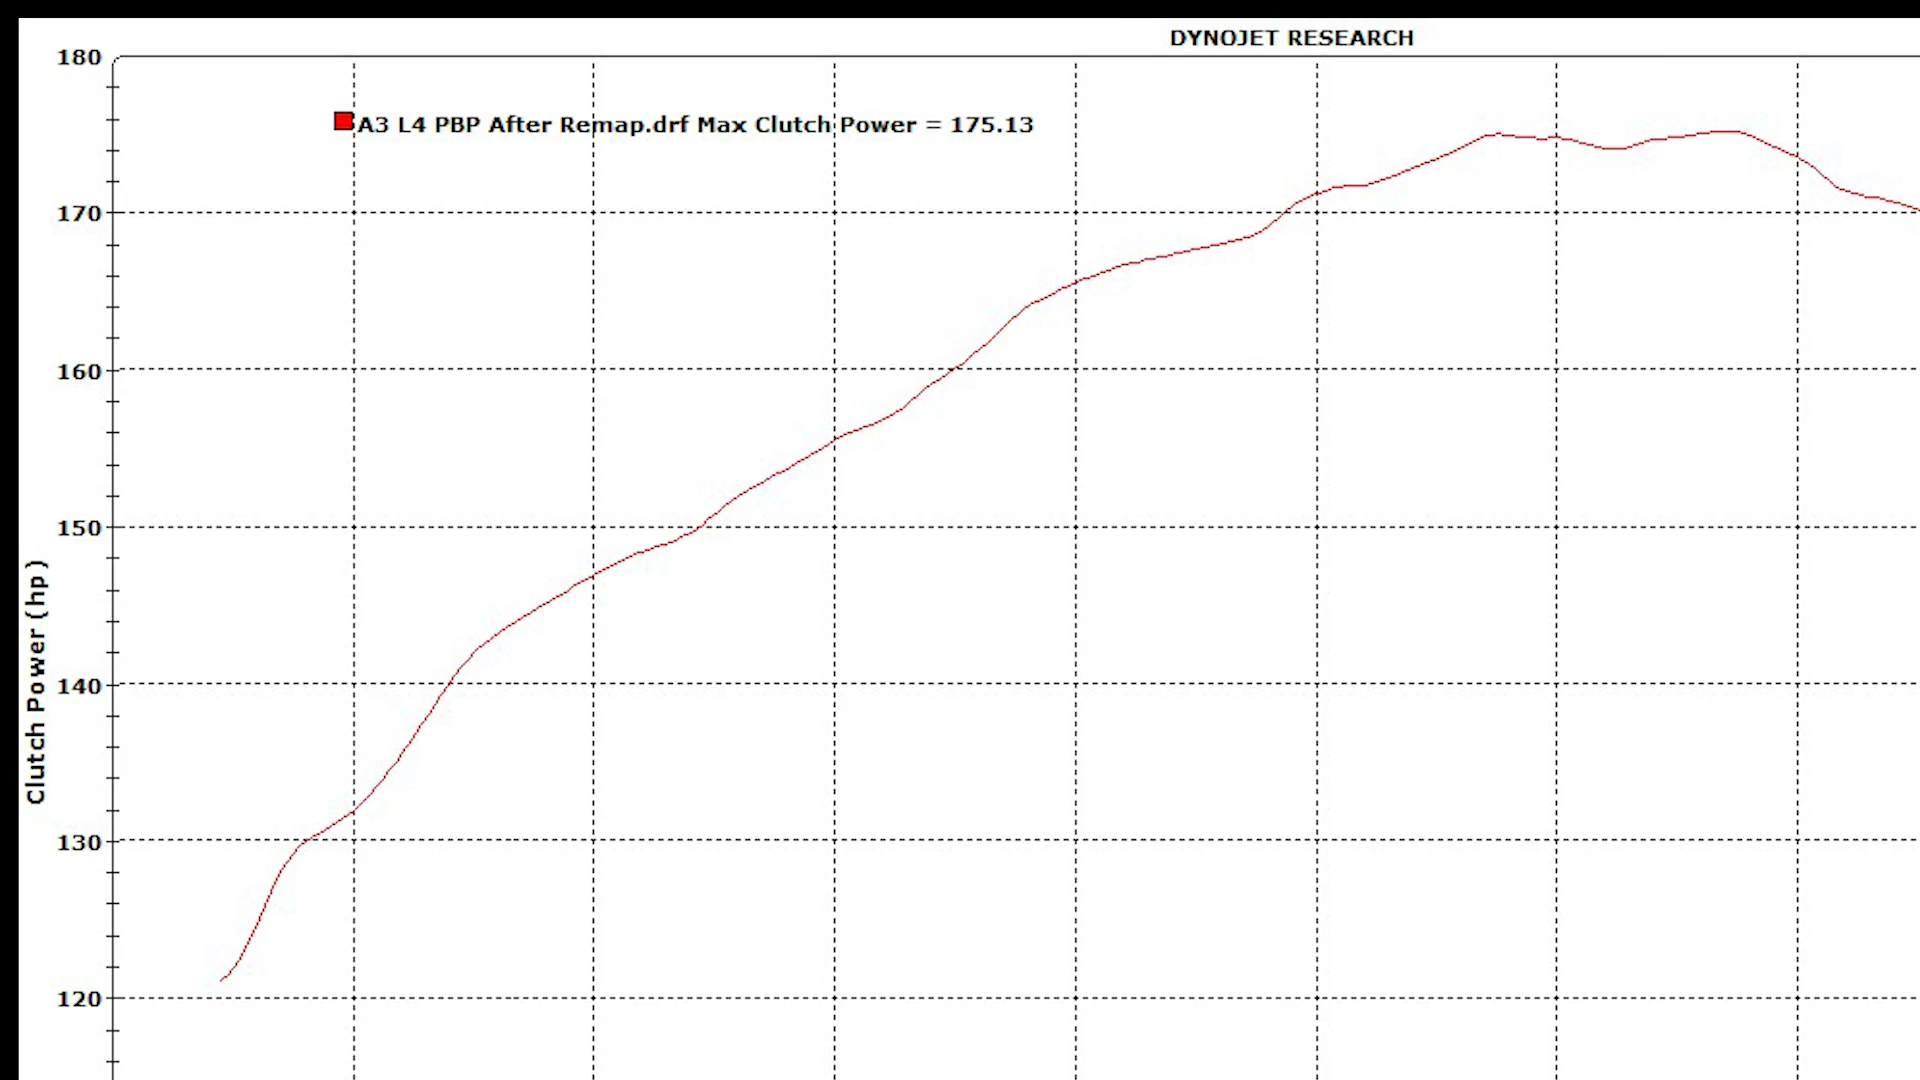 DYNOJET RESEARCH
180
A3 L4 PBP After Remap.drf Max Clutch Power = 175.13
170
160
150
Clutch Power (hp)
140
130
120